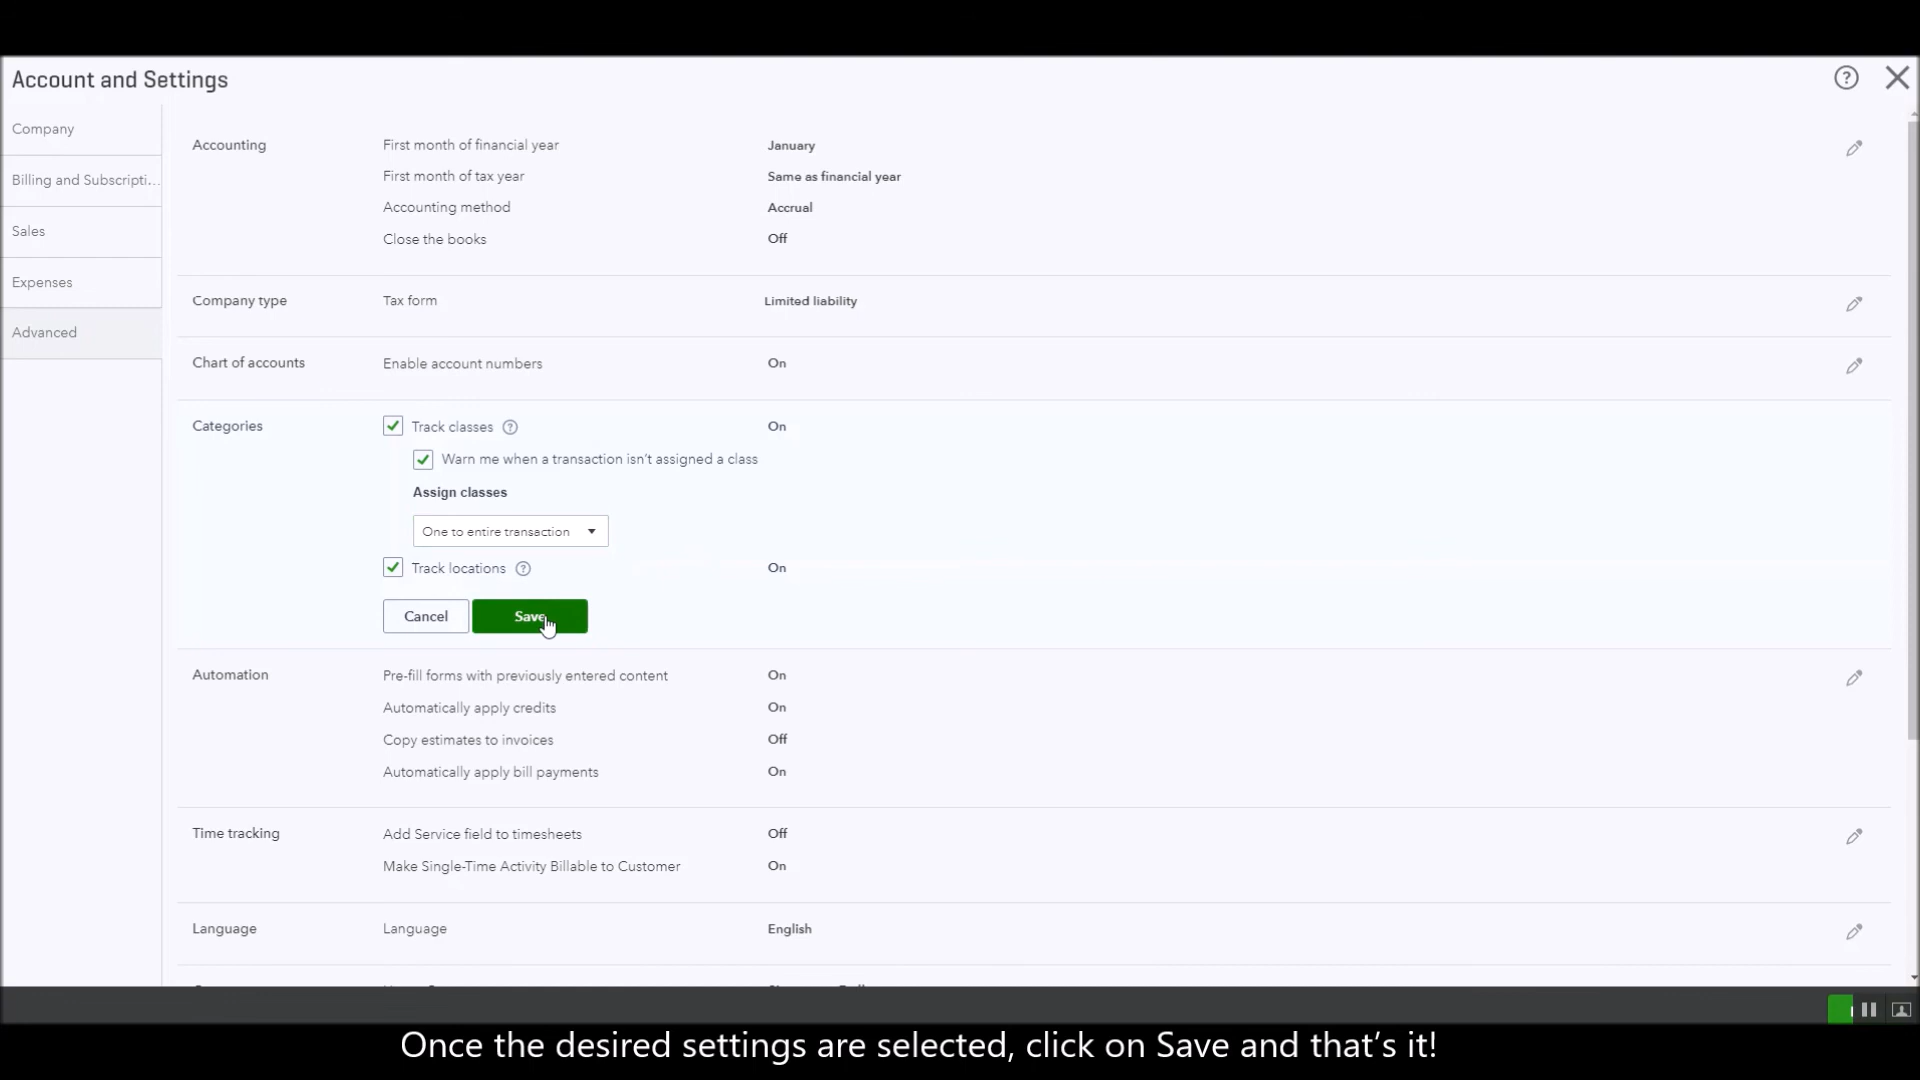 Account and Settings
Company
Billing and Subscripti...
Sales
Expenses
Advanced
Accounting
First month of financial year January
First month of tax year Same as financial year
Accounting method Accrual
Close the books Off
Company type Tax form Limited liability
Chart of accounts Enable account numbers On
Categories Track classes ? On
Warn me when a transaction isn't assigned a class
Assign classes
One to entire transaction
Track locations ? On
Cancel Save
Automation Pre-fill forms with previously entered content On
Automatically apply credits On
Copy estimates to invoices Off
Automatically apply bill payments On
Time tracking Add Service field to timesheets Off
Make Single-Time Activity Billable to Customer On
Language Language English
Once the desired settings are selected, click on Save and that's it!